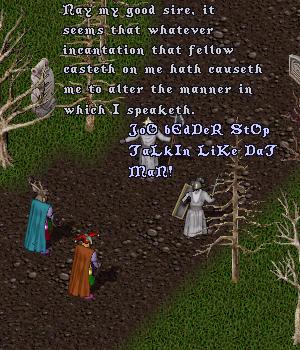 Nay my good sire, it
seems that whatever
incantation that fellow
casteth on me hath causeth
me to alter the manner in
which I speaketh.
JoO bEdDeR StOp
TaLkIn LiKe DaT
MaN!